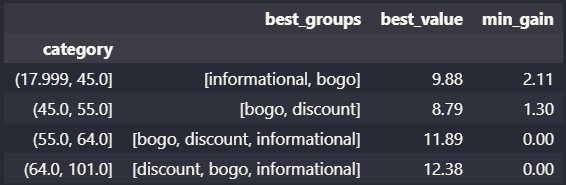 best_groups best_value min_gain
category
(17.999, 45.0] [informational, bogo] 9.88 2.11
(45.0, 55.0] [bogo, discount] 8.79 1.30
(55.0, 64.0] [bogo, discount, informational] 11.89 0.00
(64.0, 101.0] [discount, bogo, informational] 12.38 0.00